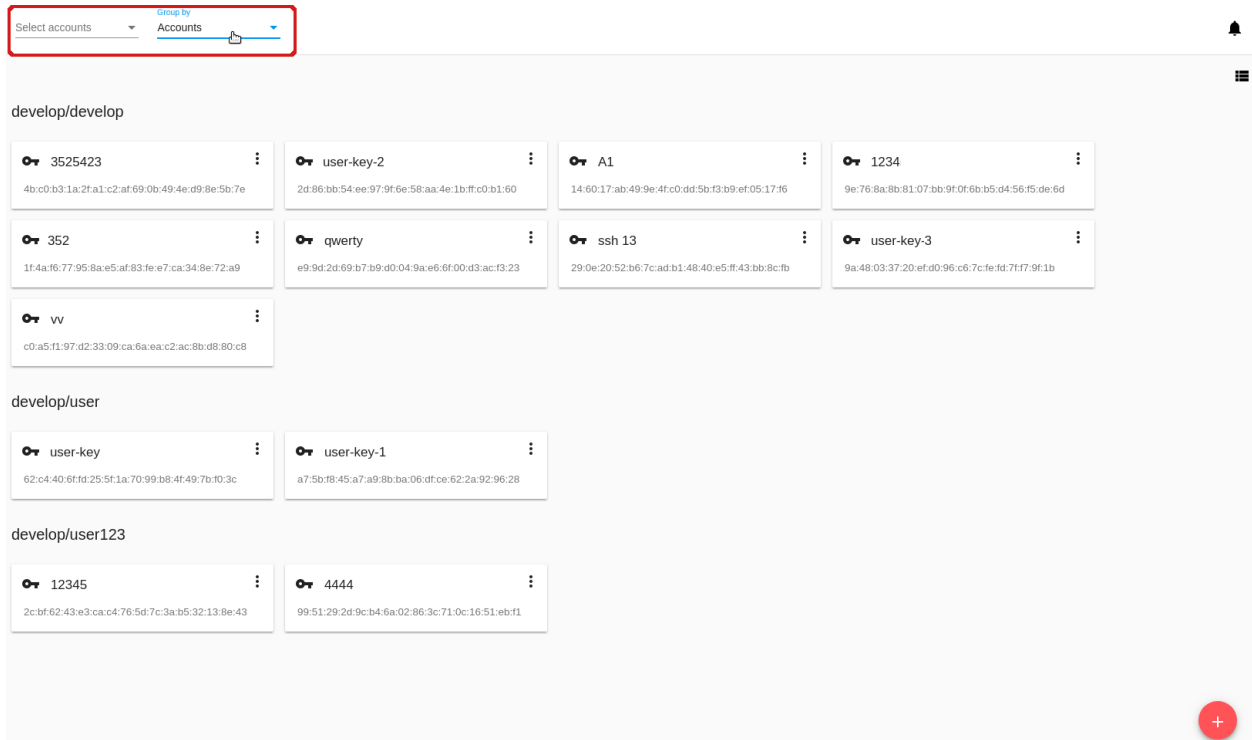 Group by
Select accounts Accounts
develop/develop
3525423 user-key-2 A1 1234
4b:c0:b3:1a:2f:a1:c2:af:69:0b:49:4e:d9:8e:5b:7e 2d:86:bb:54:ee:97:9f:6e:58:aa:4e:1b:ff:c0:b1:60 14:60:17:ab:49:9e:4f:c0:dd:5b:f3:b9:ef:05:17:f6 9e:76:8a:8b:81:07:bb:9f:0f:6b:b5:d4:56:f5:de:6d
352 qwerty ssh 13 user-key-3
1f:4a:f6:77:95:8a:e5:af:83:fe:e7:ca:34:8e:72:a9 e9:9d:2d:69:b7:b9:d0:04:9a:e6:6f:00:d3:ac:f3:23 29:0e:20:52:b6:7c:ad:b1:48:40:e5:ff:43:bb:8c:fb 9a:48:03:37:20:ef:d0:96:c6:7c:fe:fd:7f:f7:9f:1b
vv
c0:a5:f1:97:d2:33:09:ca:6a:ea:c2:ac:8b:d8:80:c8
develop/user
user-key user-key-1
62:c4:40:6f:fd:25:5f:1a:70:99:b8:4f:49:7b:f0:3c a7:5b:f8:45:a7:a9:8b:ba:06:df:ce:62:2a:92:96:28
develop/user123
12345 4444
2c:bf:62:43:e3:ca:c4:76:5d:7c:3a:b5:32:13:8e:43 99:51:29:2d:9c:b4:6a:02:86:3c:71:0c:16:51:eb:f1